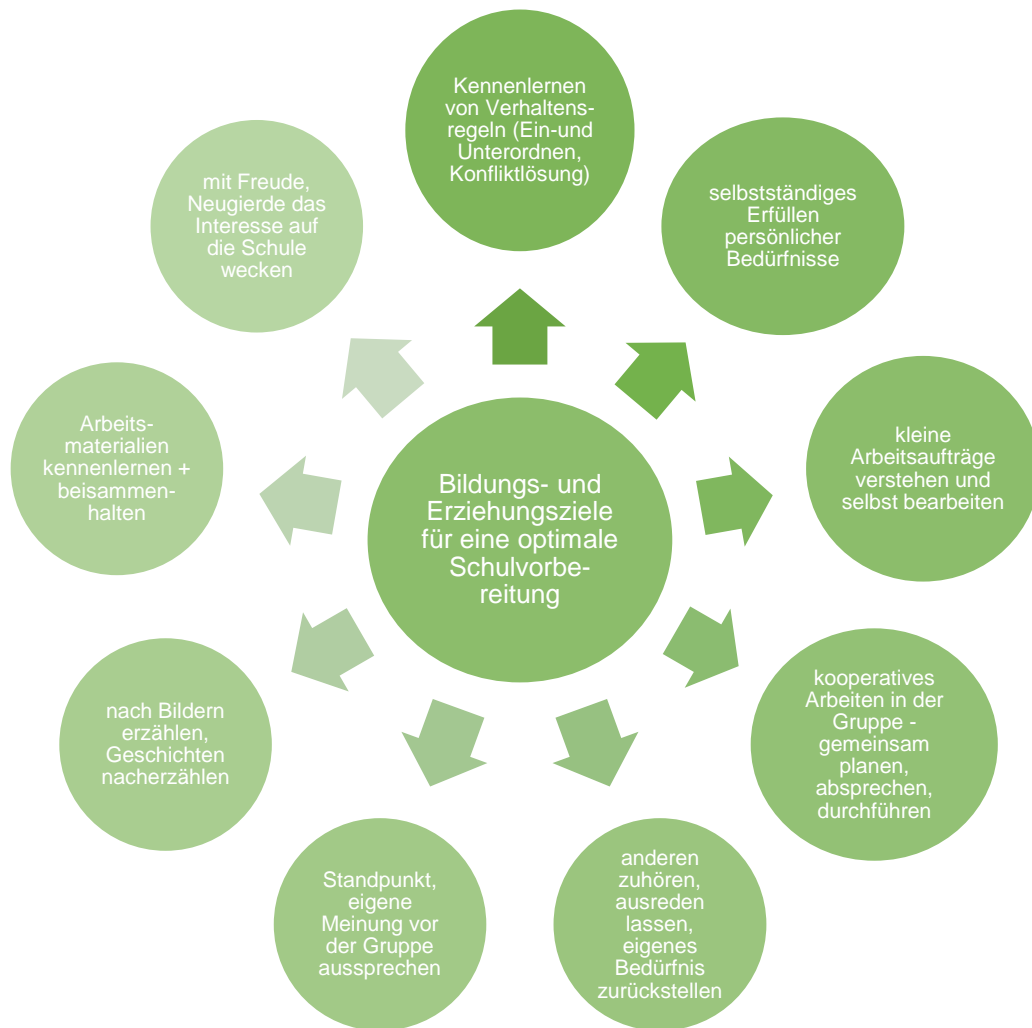 Kennenlernen
von Verhaltens-
regeln (Ein-und
Unterordnen,
Konfliktlösung)
selbstständiges
Erfüllen
persönlicher
Bedürfnisse
kleine
Arbeitsaufträge
verstehen und
selbst bearbeiten
kooperatives
Arbeiten in der
Gruppe -
gemeinsam
planen,
absprechen,
durchführen
anderen
zuhören,
ausreden
lassen,
eigenes
Bedürfnis
zurückstellen
Standpunkt,
eigene
Meinung vor
der Gruppe
aussprechen
nach Bildern
erzählen,
Geschichten
nacherzählen
Arbeits-
materialien
kennenlernen +
beisammen-
halten
mit Freude,
Neugierde das
Interesse auf
die Schule
wecken
Bildungs- und
Erziehungsziele
für eine optimale
Schulvorbe-
reitung